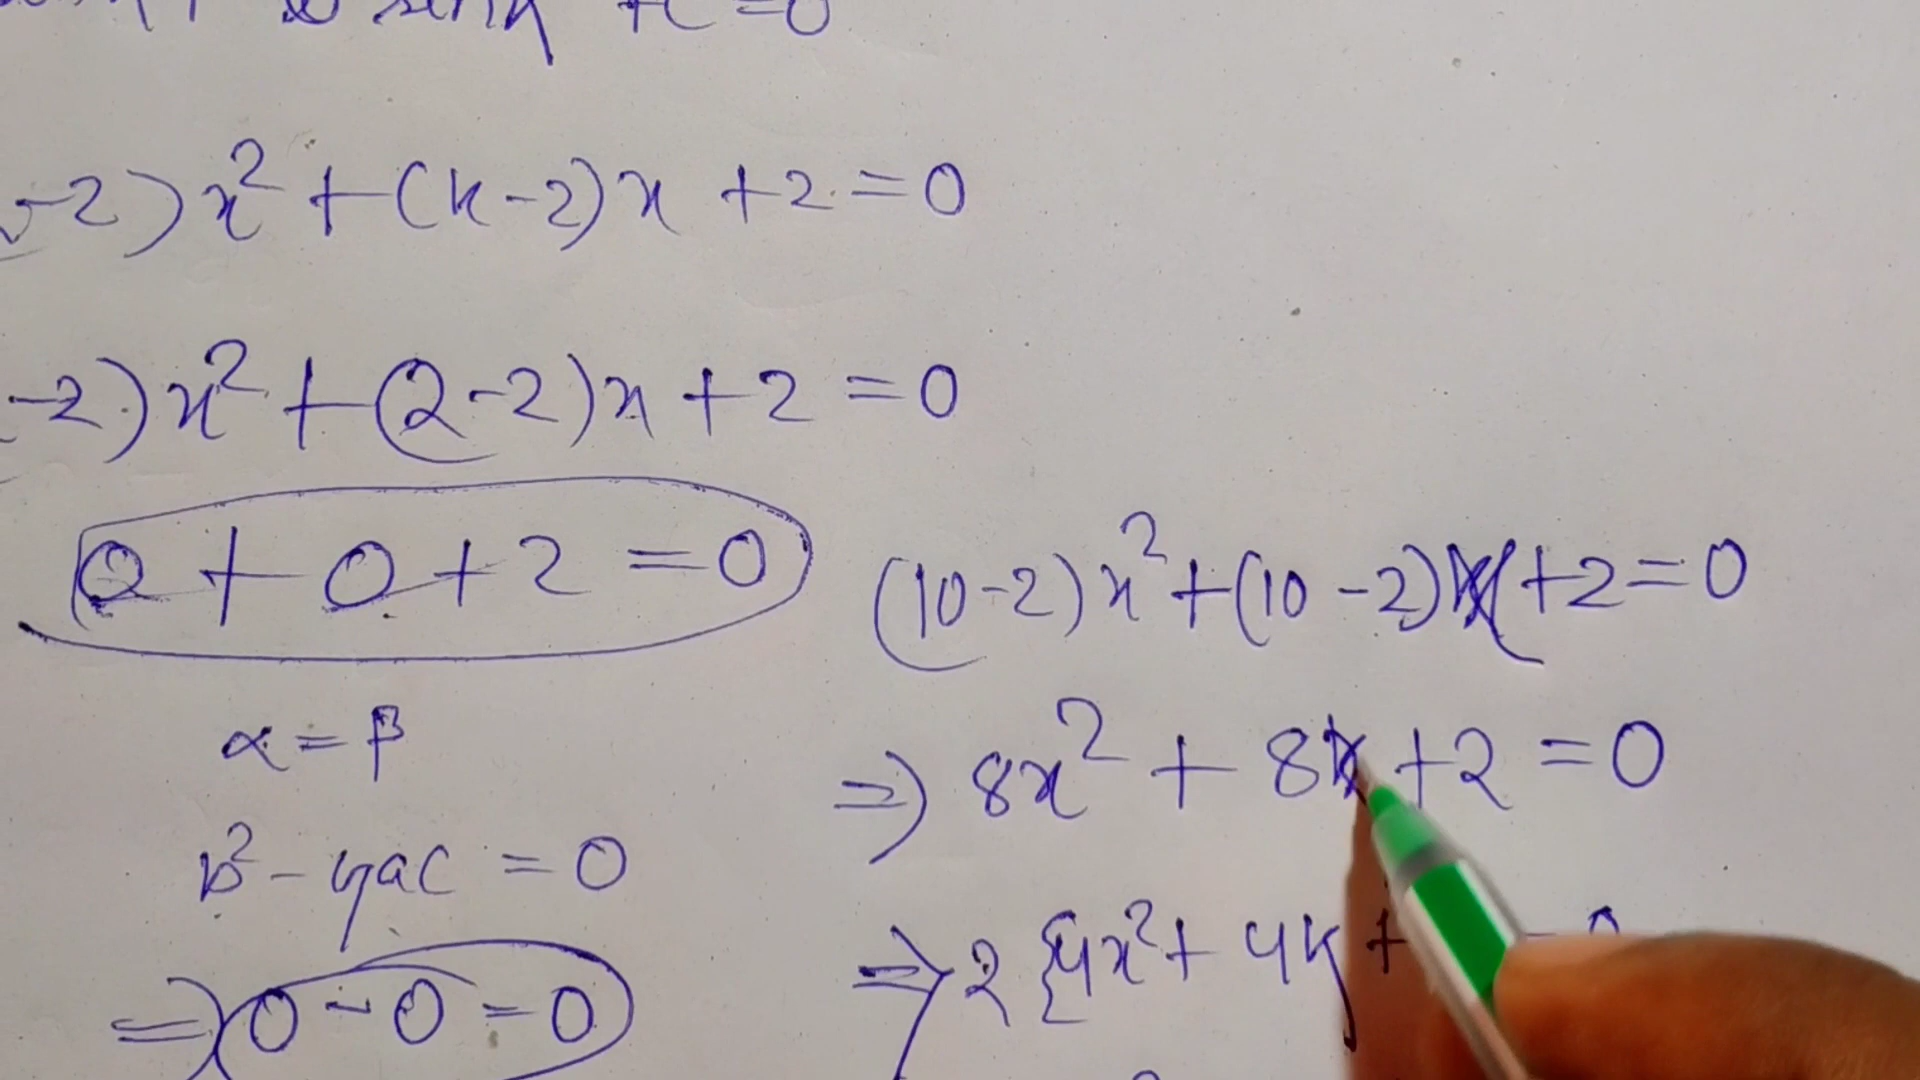 +c=0
-2)x²+(k-2)x+2=0
-2)x²+(2-2)x+2=0
0+0+2=0
(10-2)x²+(10-2)x+2=0
α=β
⇒ 8x²+8x+2=0
b²-4ac=0
⇒ 2{4x²+4x+
⇒ 0-0=0